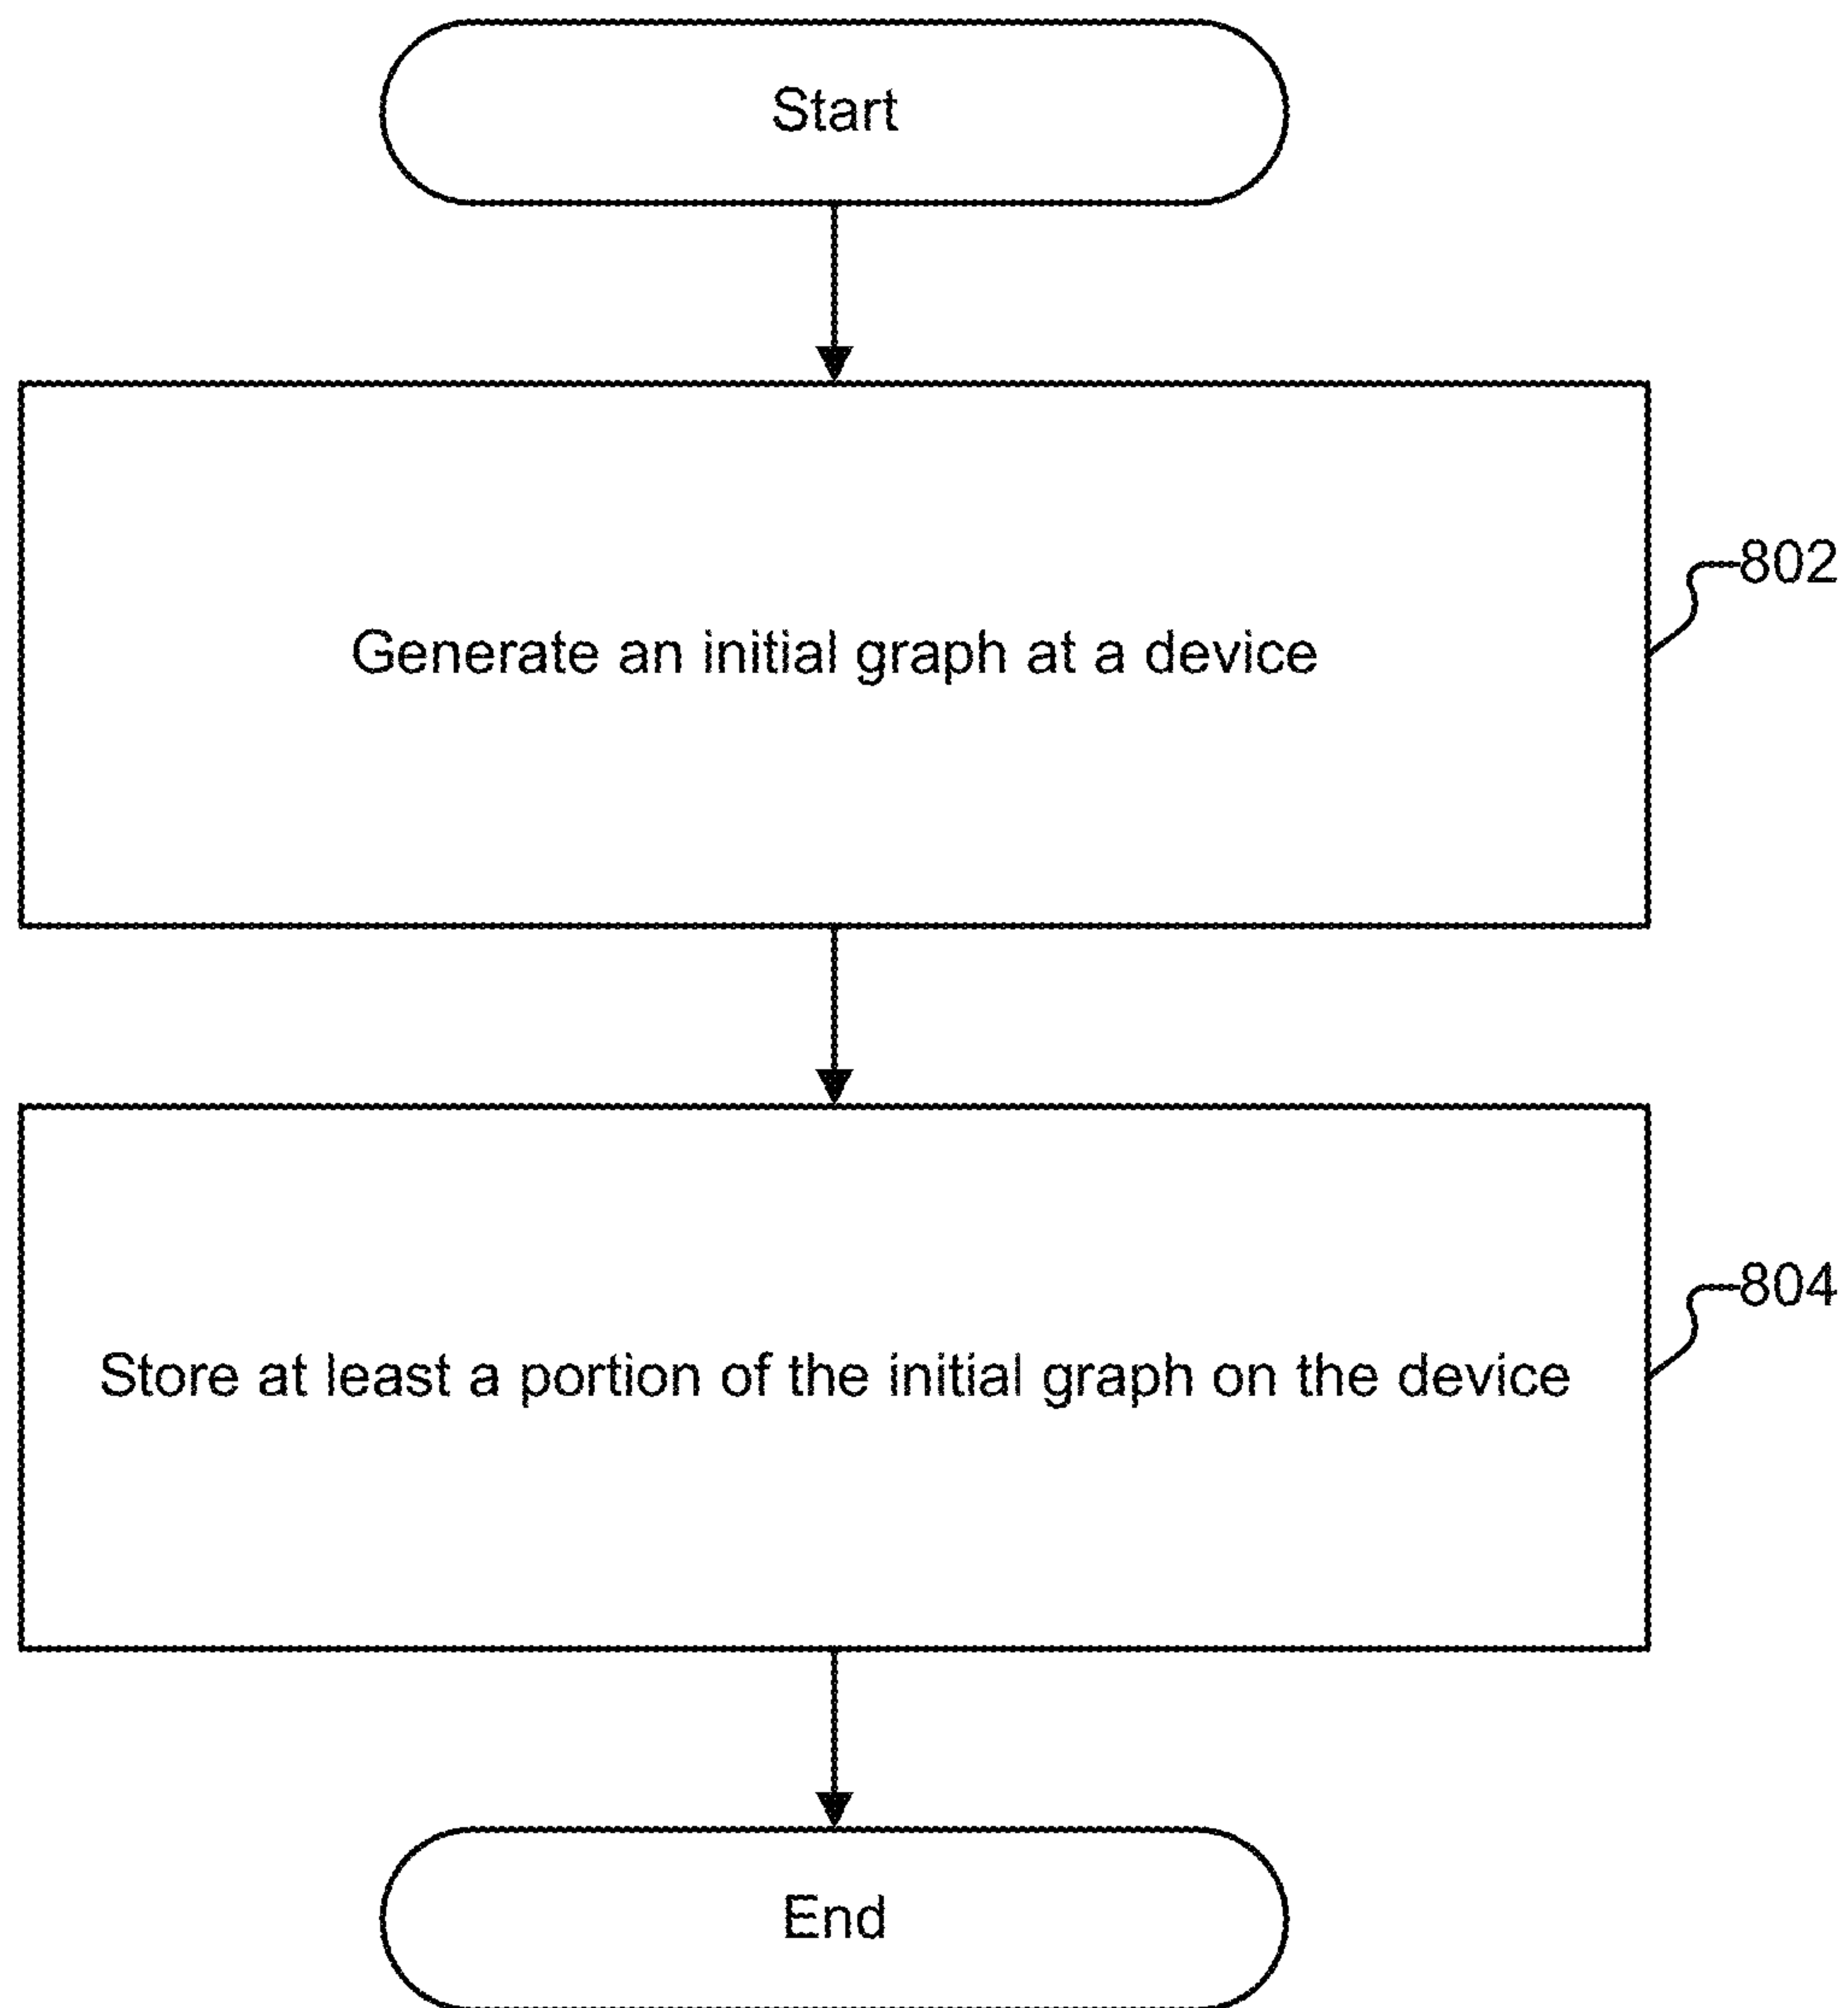 Start
Generate an initial graph at a device
802
Store at least a portion of the initial graph on the device
804
End